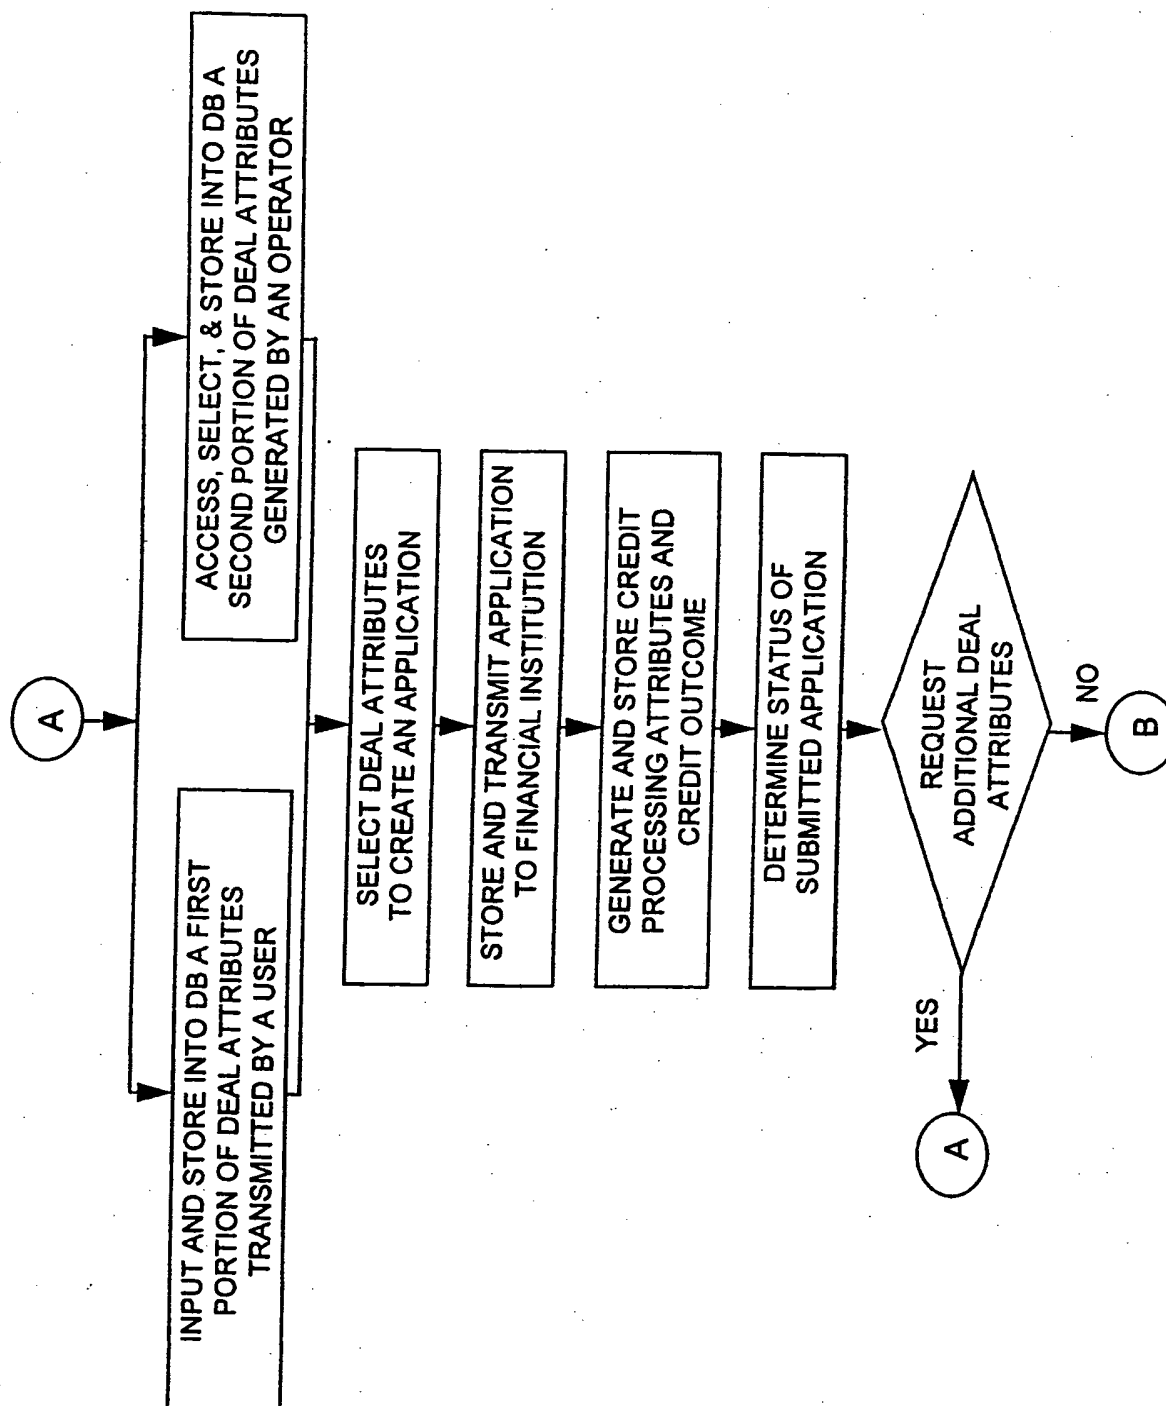 A
INPUT AND STORE INTO DB A FIRST
PORTION OF DEAL ATTRIBUTES
TRANSMITTED BY A USER
ACCESS, SELECT, & STORE INTO DB A
SECOND PORTION OF DEAL ATTRIBUTES
GENERATED BY AN OPERATOR
SELECT DEAL ATTRIBUTES
TO CREATE AN APPLICATION
STORE AND TRANSMIT APPLICATION
TO FINANCIAL INSTITUTION
GENERATE AND STORE CREDIT
PROCESSING ATTRIBUTES AND
CREDIT OUTCOME
DETERMINE STATUS OF
SUBMITTED APPLICATION
REQUEST
ADDITIONAL DEAL
ATTRIBUTES
YES
A
NO
B